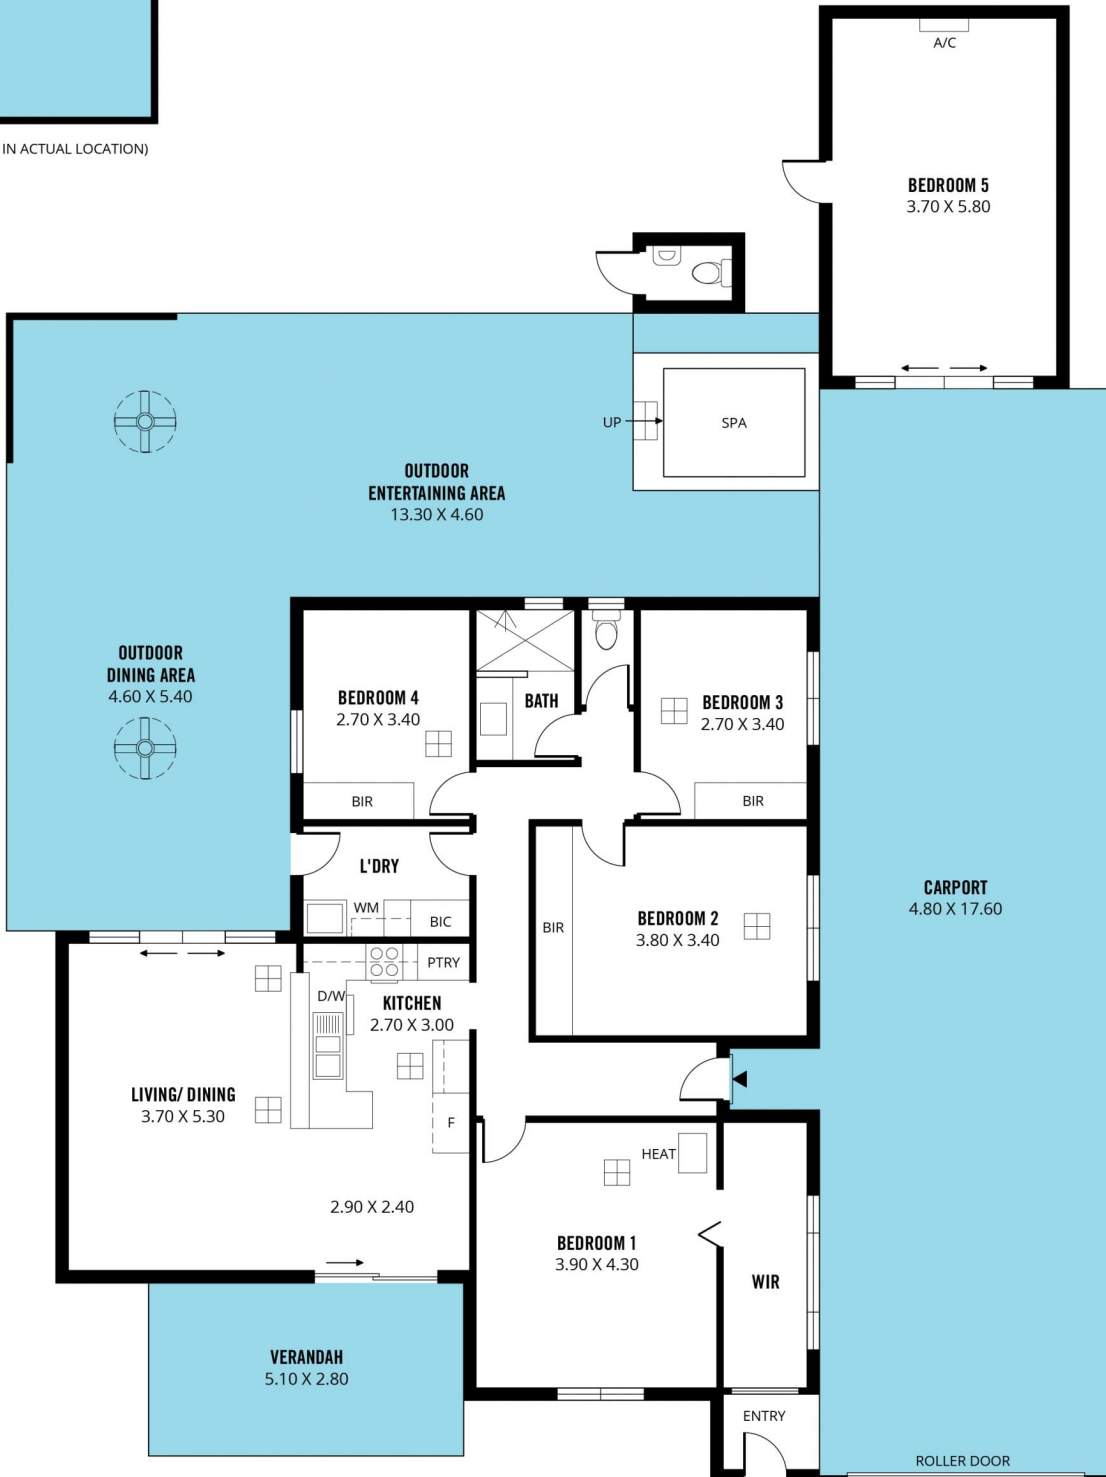 A/C
IN ACTUAL LOCATION)
BEDROOM 5
3.70 X 5.80
UP
SPA
OUTDOOR
ENTERTAINING AREA
13.30 X 4.60
OUTDOOR
DINING AREA
4.60 X 5.40
BEDROOM 4
2.70 X 3.40
BATH
BEDROOM 3
2.70 X 3.40
BIR
BIR
L'DRY
WM
BIC
BIR
BEDROOM 2
3.80 X 3.40
CARPORT
4.80 X 17.60
PTRY
D/W
KITCHEN
2.70 X 3.00
LIVING/ DINING
3.70 X 5.30
F
HEAT
2.90 X 2.40
BEDROOM 1
3.90 X 4.30
WIR
VERANDAH
5.10 X 2.80
ENTRY
ROLLER DOOR